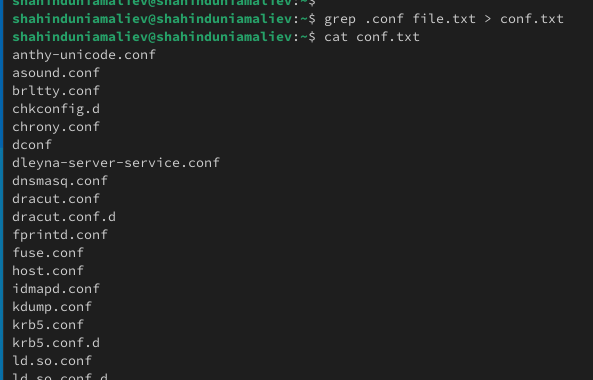 shahinduniamaliev@shahinduniamaliev:~$
shahinduniamaliev@shahinduniamaliev:~$ grep .conf file.txt > conf.txt
shahinduniamaliev@shahinduniamaliev:~$ cat conf.txt
anthy-unicode.conf
asound.conf
brltty.conf
chkconfig.d
chrony.conf
dconf
dleyna-server-service.conf
dnsmasq.conf
dracut.conf
dracut.conf.d
fprintd.conf
fuse.conf
host.conf
idmapd.conf
kdump.conf
krb5.conf
krb5.conf.d
ld.so.conf
ld.so.conf.d